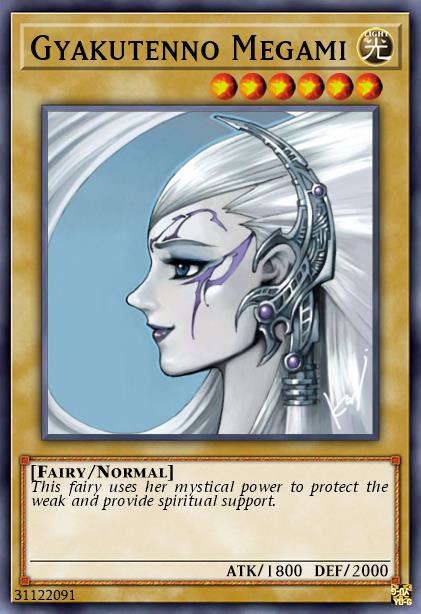 GYAKUTENNO MEGAMI
LIGHT
光
[FAIRY/NORMAL]
This fairy uses her mystical power to protect the
weak and provide spiritual support.
ATK/1800 DEF/2000
31122091